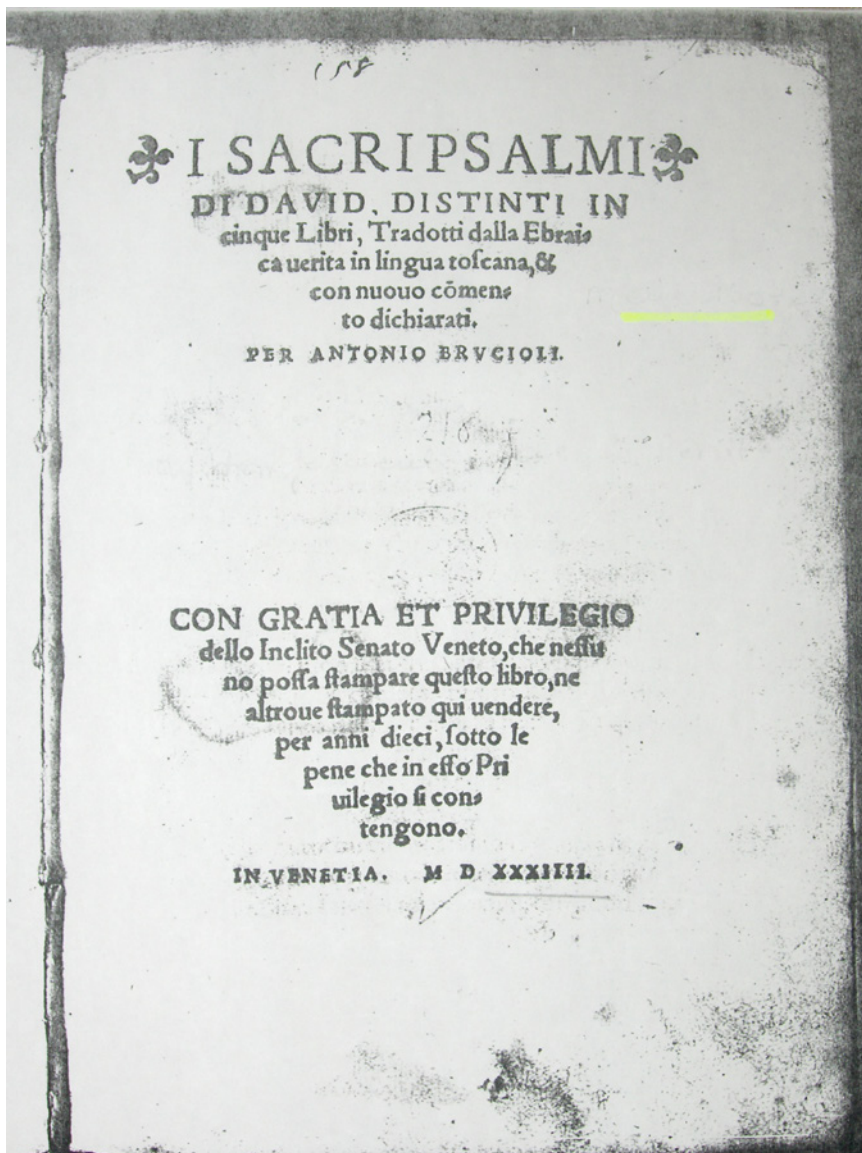 158
I SACRI PSALMI
DI DAVID, DISTINTI IN
cinque Libri, Tradotti dalla Ebrai-
ca uerita in lingua toſcana, &
con nuouo cōmen-
to dichiarati.
PER ANTONIO BRVCIOLI.
CON GRATIA ET PRIVILEGIO
dello Inclito Senato Veneto, che neſſu
no poſſa ſtampare queſto libro, ne
altroue ſtampato qui uendere,
per anni dieci, ſotto le
pene che in eſſo Pri
uilegio ſi con-
tengono.
IN VENETIA. M D XXXIIII.